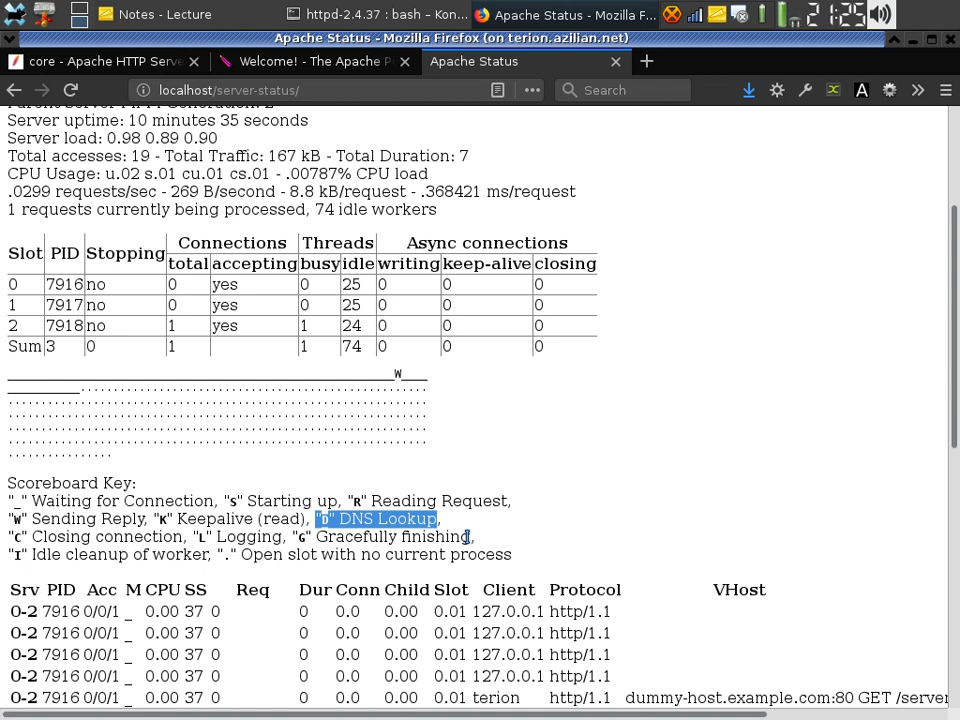 Notes - Lecture
httpd-2.4.37 : bash – Kon...
Apache Status - Mozilla F...
2
1:25
Apache Status - Mozilla Firefox (on terion.azilian.net)
core - Apache HTTP Serve
Welcome! - The Apache P
Apache Status
localhost/server-status/
Search
A
Server uptime: 10 minutes 35 seconds
Server load: 0.98 0.89 0.90
Total accesses: 19 - Total Traffic: 167 kB - Total Duration: 7
CPU Usage: u.02 s.01 cu.01 cs.01 - .00787% CPU load
.0299 requests/sec - 269 B/second - 8.8 kB/request - .368421 ms/request
1 requests currently being processed, 74 idle workers
Connections Threads Async connections
Slot PID Stopping total accepting busy idle writing keep-alive closing
0 7916 no 0 yes 0 25 0 0 0
1 7917 no 0 yes 0 25 0 0 0
2 7918 no 1 yes 1 24 0 0 0
Sum 3 0 1 1 74 0 0 0
W
Scoreboard Key:
"_" Waiting for Connection, "S" Starting up, "R" Reading Request,
"W" Sending Reply, "K" Keepalive (read), "D" DNS Lookup,
"C" Closing connection, "L" Logging, "G" Gracefully finishing,
"I" Idle cleanup of worker, "." Open slot with no current process
Srv PID Acc M CPU SS Req Dur Conn Child Slot Client Protocol VHost
0-2 7916 0/0/1 _ 0.00 37 0 0 0.0 0.00 0.01 127.0.0.1 http/1.1
0-2 7916 0/0/1 _ 0.00 37 0 0 0.0 0.00 0.01 127.0.0.1 http/1.1
0-2 7916 0/0/1 _ 0.00 37 0 0 0.0 0.00 0.01 127.0.0.1 http/1.1
0-2 7916 0/0/1 _ 0.00 37 0 0 0.0 0.00 0.01 127.0.0.1 http/1.1
0-2 7916 0/0/1 _ 0.00 37 0 0 0.0 0.00 0.01 terion http/1.1 dummy-host.example.com:80 GET /server